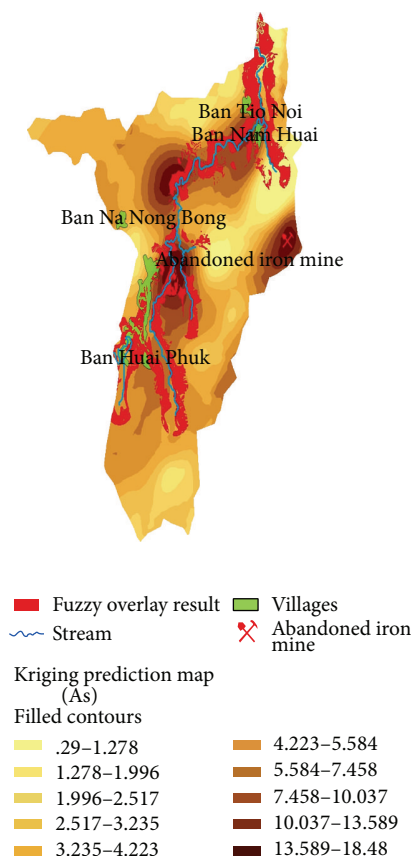 Ban Tio Noi
Ban Nam Huai
Ban Na Nong Bong
Abandoned iron mine
Ban Huai Phuk
Fuzzy overlay result
Villages
Stream
Abandoned iron
mine
Kriging prediction map
(As)
Filled contours
.29–1.278
1.278–1.996
1.996–2.517
2.517–3.235
3.235–4.223
4.223–5.584
5.584–7.458
7.458–10.037
10.037–13.589
13.589–18.48